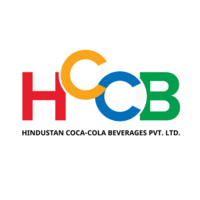 HCCB
HINDUSTAN COCA-COLA BEVERAGES PVT. LTD.